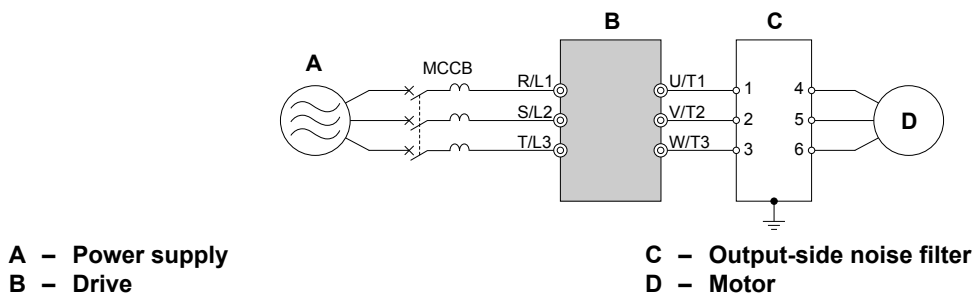 B
C
A
MCCB
R/L1
U/T1
1
4
S/L2
V/T2
2
5
D
T/L3
W/T3
3
6
A – Power supply
B – Drive
C – Output-side noise filter
D – Motor